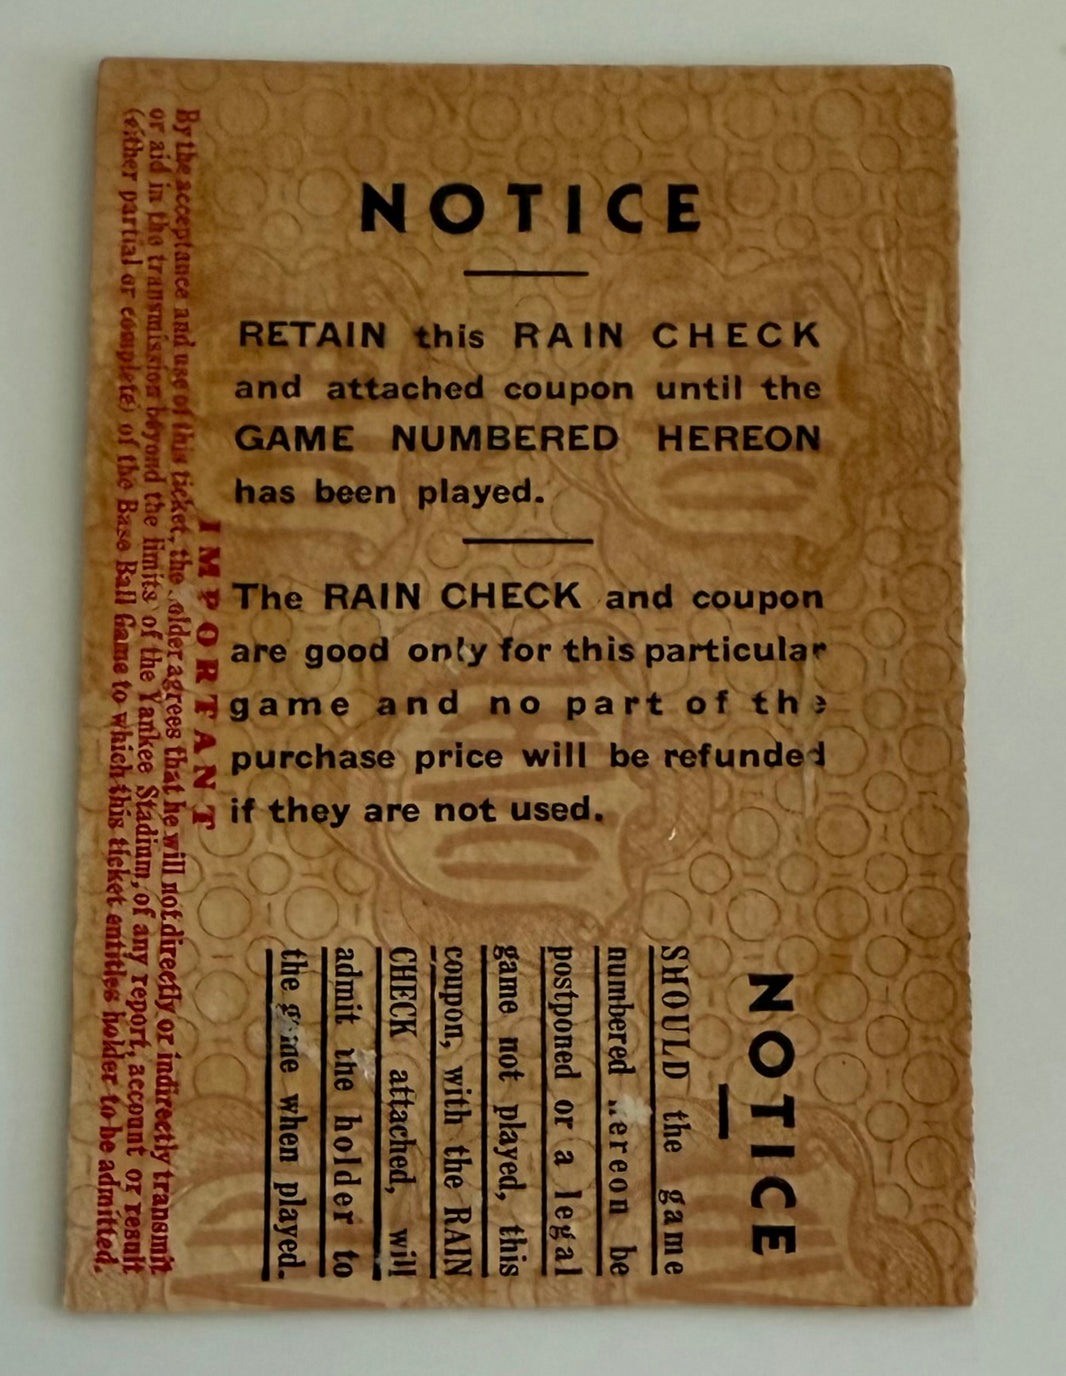 NOTICE
RETAIN this RAIN CHECK
and attached coupon until the
GAME NUMBERED HEREON
has been played.
The RAIN CHECK and coupon
are good only for this particular
game and no part of the
purchase price will be refunded
if they are not used.
NOTICE
SHOULD the game
numbered hereon be
postponed or a legal
game not played, this
coupon, with the RAIN
CHECK attached, will
admit the holder to
the game when played.
IMPORTANT
By the acceptance and use of this ticket, the holder agrees that he will not directly or indirectly transmit
or aid in the transmission beyond the limits of the Yankee Stadium, of any report, account or result
(either partial or complete) of the Base Ball Game to which this ticket entitles holder to be admitted.